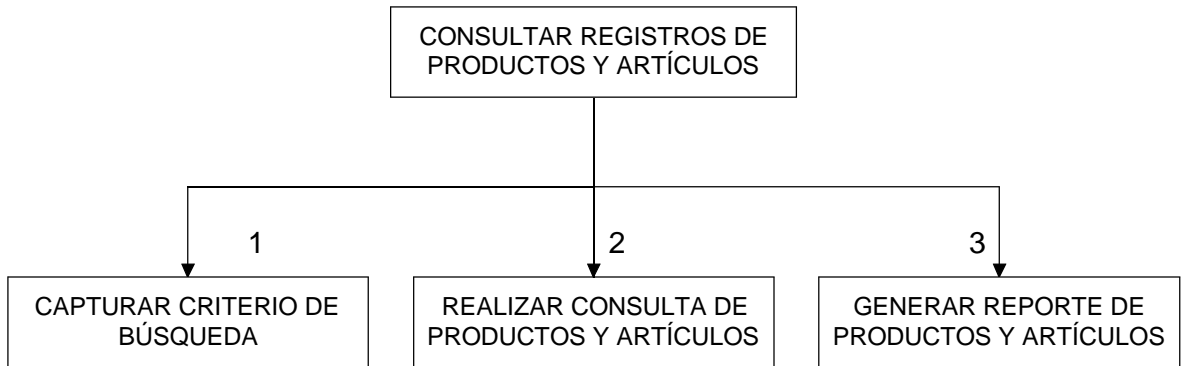 CONSULTAR REGISTROS DE
PRODUCTOS Y ARTÍCULOS
1
2
3
CAPTURAR CRITERIO DE
BÚSQUEDA
REALIZAR CONSULTA DE
PRODUCTOS Y ARTÍCULOS
GENERAR REPORTE DE
PRODUCTOS Y ARTÍCULOS